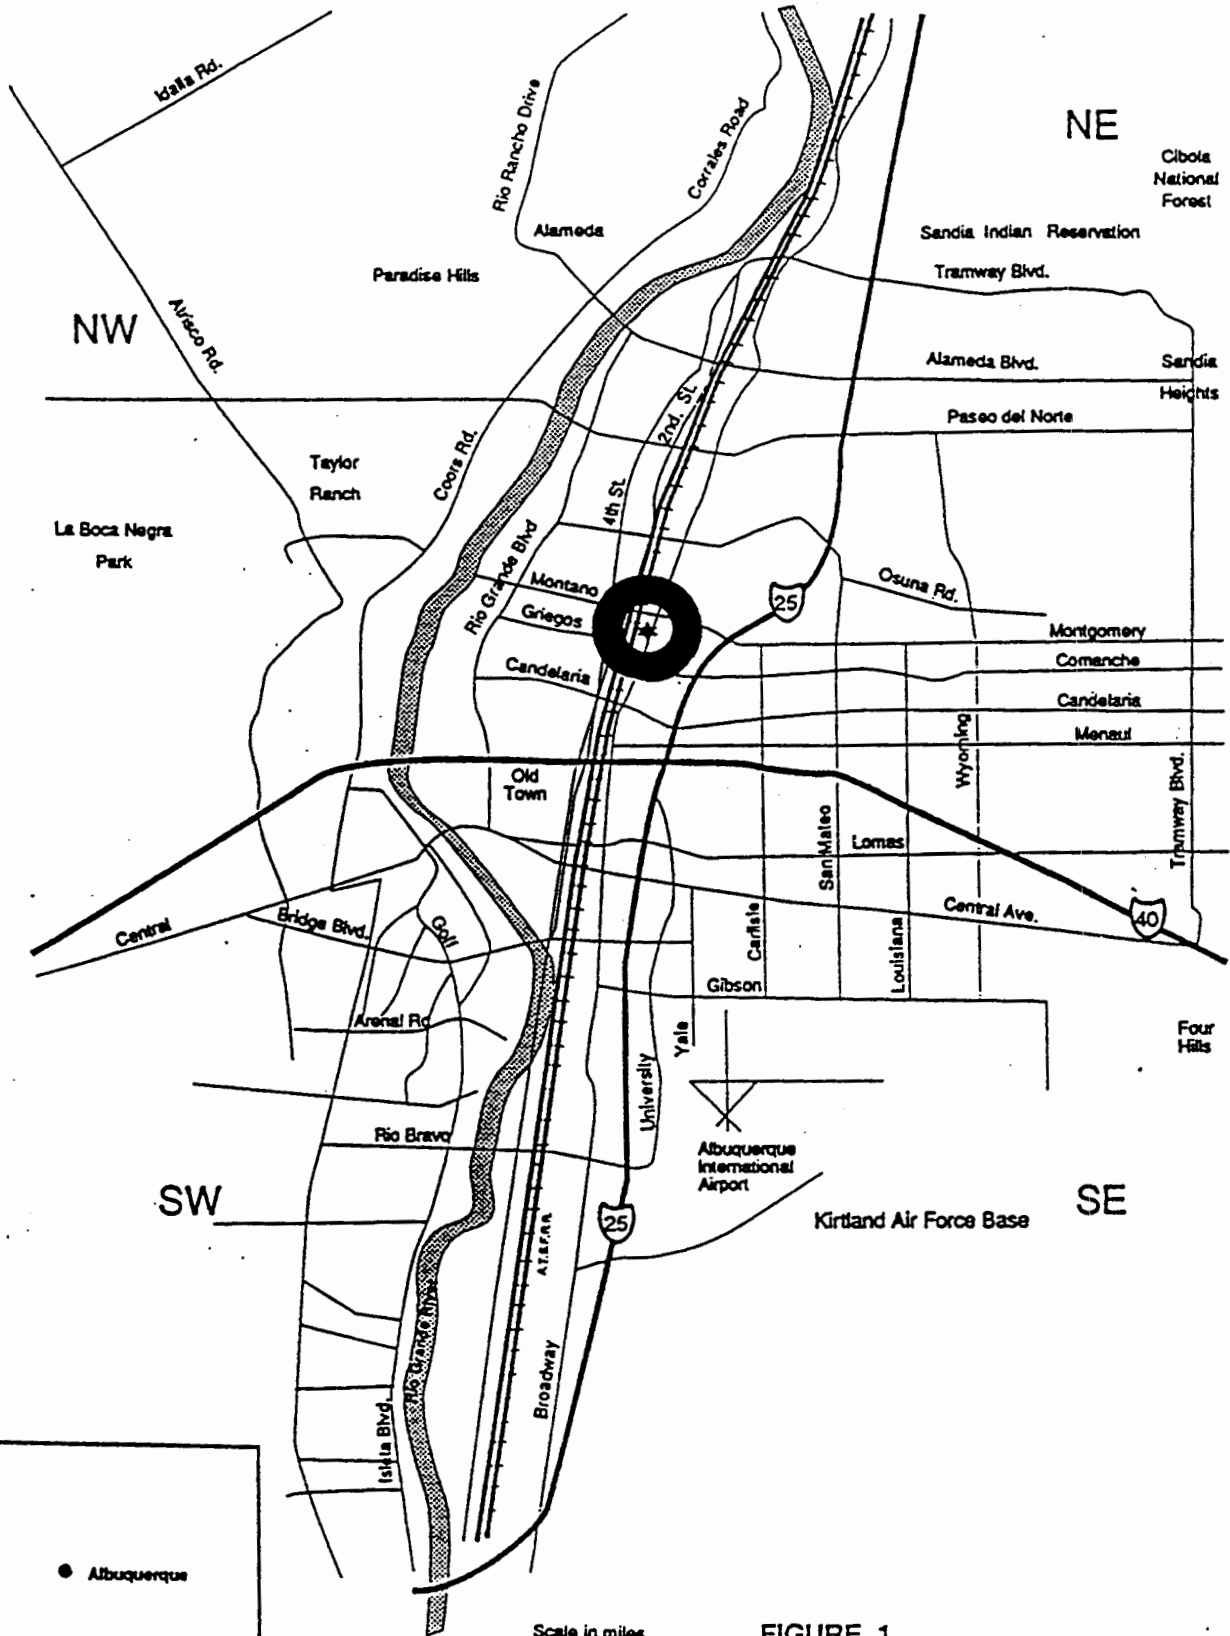 Idalia Rd.
Rio Rancho Drive
Corrales Road
NE
Cibola
National
Forest
Alameda
Sandia Indian Reservation
Paradise Hills
Tramway Blvd.
NW
Atrisco Rd.
Alameda Blvd.
Sandia
Heights
2nd. St.
Paseo del Norte
Coors Rd.
Taylor
Ranch
4th St.
La Boca Negra
Park
Rio Grande Blvd
Montano
Osuna Rd.
25
Griegos
Montgomery
Comanche
Candelaria
Candelaria
Menaul
Wyoming
Old
Town
Tramway Blvd.
San Mateo
Lomas
Central
Bridge Blvd.
Goff
Carlisle
Louisiana
Central Ave.
40
Gibson
Arenal Rd
Yale
Four
Hills
University
Rio Bravo
Albuquerque
International
Airport
SW
SE
25
Kirtland Air Force Base
A.T.S.F.R.R.
Rio Grande River
Broadway
Isleta Blvd.
Albuquerque
Scale in miles
FIGURE 1